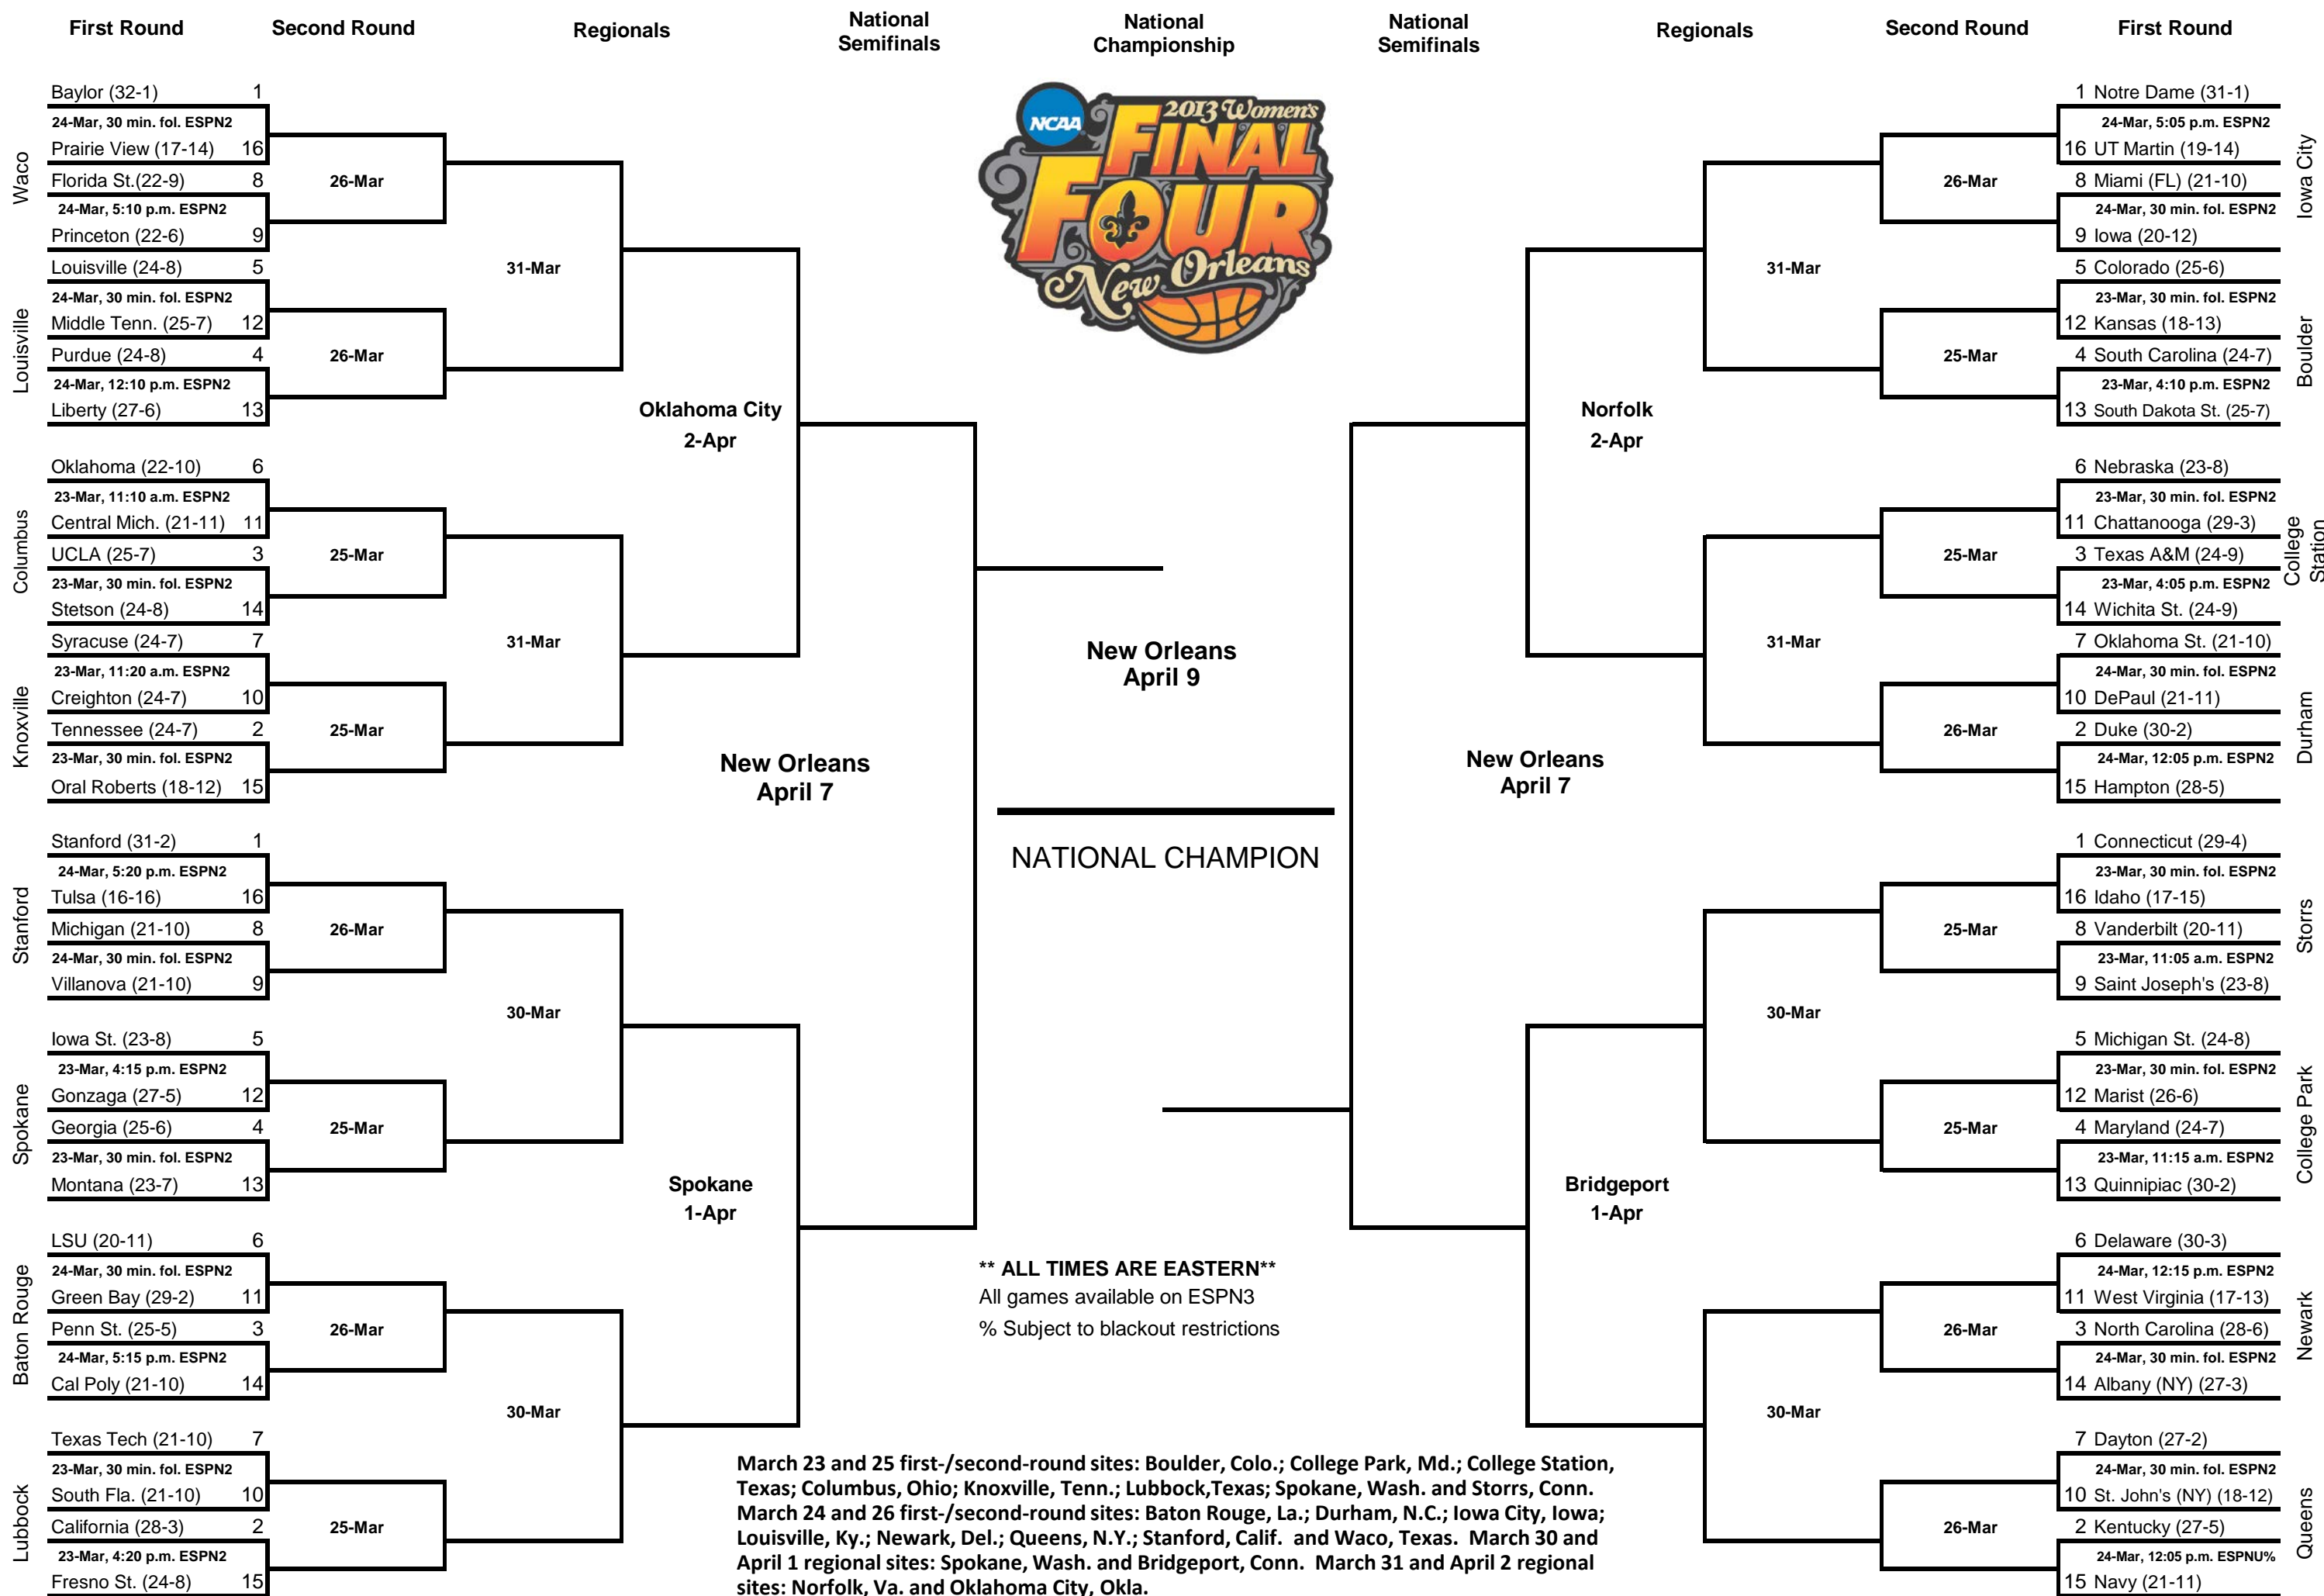 First Round
Second Round
Regionals
National
Semifinals
National
Championship
National
Semifinals
Regionals
Second Round
First Round
NCAA
2013 Women's
FINAL
FOUR
New Orleans
Waco
Baylor (32-1) 1
24-Mar, 30 min. fol. ESPN2
Prairie View (17-14) 16
Florida St.(22-9) 8
24-Mar, 5:10 p.m. ESPN2
Princeton (22-6) 9
26-Mar
Louisville
Louisville (24-8) 5
24-Mar, 30 min. fol. ESPN2
Middle Tenn. (25-7) 12
Purdue (24-8) 4
24-Mar, 12:10 p.m. ESPN2
Liberty (27-6) 13
26-Mar
31-Mar
Columbus
Oklahoma (22-10) 6
23-Mar, 11:10 a.m. ESPN2
Central Mich. (21-11) 11
UCLA (25-7) 3
23-Mar, 30 min. fol. ESPN2
Stetson (24-8) 14
25-Mar
Knoxville
Syracuse (24-7) 7
23-Mar, 11:20 a.m. ESPN2
Creighton (24-7) 10
Tennessee (24-7) 2
23-Mar, 30 min. fol. ESPN2
Oral Roberts (18-12) 15
25-Mar
31-Mar
Oklahoma City
2-Apr
Stanford
Stanford (31-2) 1
24-Mar, 5:20 p.m. ESPN2
Tulsa (16-16) 16
Michigan (21-10) 8
24-Mar, 30 min. fol. ESPN2
Villanova (21-10) 9
26-Mar
Spokane
Iowa St. (23-8) 5
23-Mar, 4:15 p.m. ESPN2
Gonzaga (27-5) 12
Georgia (25-6) 4
23-Mar, 30 min. fol. ESPN2
Montana (23-7) 13
25-Mar
30-Mar
Baton Rouge
LSU (20-11) 6
24-Mar, 30 min. fol. ESPN2
Green Bay (29-2) 11
Penn St. (25-5) 3
24-Mar, 5:15 p.m. ESPN2
Cal Poly (21-10) 14
26-Mar
Lubbock
Texas Tech (21-10) 7
23-Mar, 30 min. fol. ESPN2
South Fla. (21-10) 10
California (28-3) 2
23-Mar, 4:20 p.m. ESPN2
Fresno St. (24-8) 15
25-Mar
30-Mar
Spokane
1-Apr
New Orleans
April 7
New Orleans
April 9
NATIONAL CHAMPION
New Orleans
April 7
Iowa City
1 Notre Dame (31-1)
24-Mar, 5:05 p.m. ESPN2
16 UT Martin (19-14)
8 Miami (FL) (21-10)
24-Mar, 30 min. fol. ESPN2
9 Iowa (20-12)
26-Mar
Boulder
5 Colorado (25-6)
23-Mar, 30 min. fol. ESPN2
12 Kansas (18-13)
4 South Carolina (24-7)
23-Mar, 4:10 p.m. ESPN2
13 South Dakota St. (25-7)
25-Mar
31-Mar
College
Station
6 Nebraska (23-8)
23-Mar, 30 min. fol. ESPN2
11 Chattanooga (29-3)
3 Texas A&M (24-9)
23-Mar, 4:05 p.m. ESPN2
14 Wichita St. (24-9)
25-Mar
Durham
7 Oklahoma St. (21-10)
24-Mar, 30 min. fol. ESPN2
10 DePaul (21-11)
2 Duke (30-2)
24-Mar, 12:05 p.m. ESPN2
15 Hampton (28-5)
26-Mar
31-Mar
Norfolk
2-Apr
Storrs
1 Connecticut (29-4)
23-Mar, 30 min. fol. ESPN2
16 Idaho (17-15)
8 Vanderbilt (20-11)
23-Mar, 11:05 a.m. ESPN2
9 Saint Joseph's (23-8)
25-Mar
College Park
5 Michigan St. (24-8)
23-Mar, 30 min. fol. ESPN2
12 Marist (26-6)
4 Maryland (24-7)
23-Mar, 11:15 a.m. ESPN2
13 Quinnipiac (30-2)
25-Mar
30-Mar
Newark
6 Delaware (30-3)
24-Mar, 12:15 p.m. ESPN2
11 West Virginia (17-13)
3 North Carolina (28-6)
24-Mar, 30 min. fol. ESPN2
14 Albany (NY) (27-3)
26-Mar
Queens
7 Dayton (27-2)
24-Mar, 30 min. fol. ESPN2
10 St. John's (NY) (18-12)
2 Kentucky (27-5)
24-Mar, 12:05 p.m. ESPNU%
15 Navy (21-11)
26-Mar
30-Mar
Bridgeport
1-Apr
** ALL TIMES ARE EASTERN**
All games available on ESPN3
% Subject to blackout restrictions
March 23 and 25 first-/second-round sites: Boulder, Colo.; College Park, Md.; College Station,
Texas; Columbus, Ohio; Knoxville, Tenn.; Lubbock,Texas; Spokane, Wash. and Storrs, Conn.
March 24 and 26 first-/second-round sites: Baton Rouge, La.; Durham, N.C.; Iowa City, Iowa;
Louisville, Ky.; Newark, Del.; Queens, N.Y.; Stanford, Calif. and Waco, Texas. March 30 and
April 1 regional sites: Spokane, Wash. and Bridgeport, Conn. March 31 and April 2 regional
sites: Norfolk, Va. and Oklahoma City, Okla.